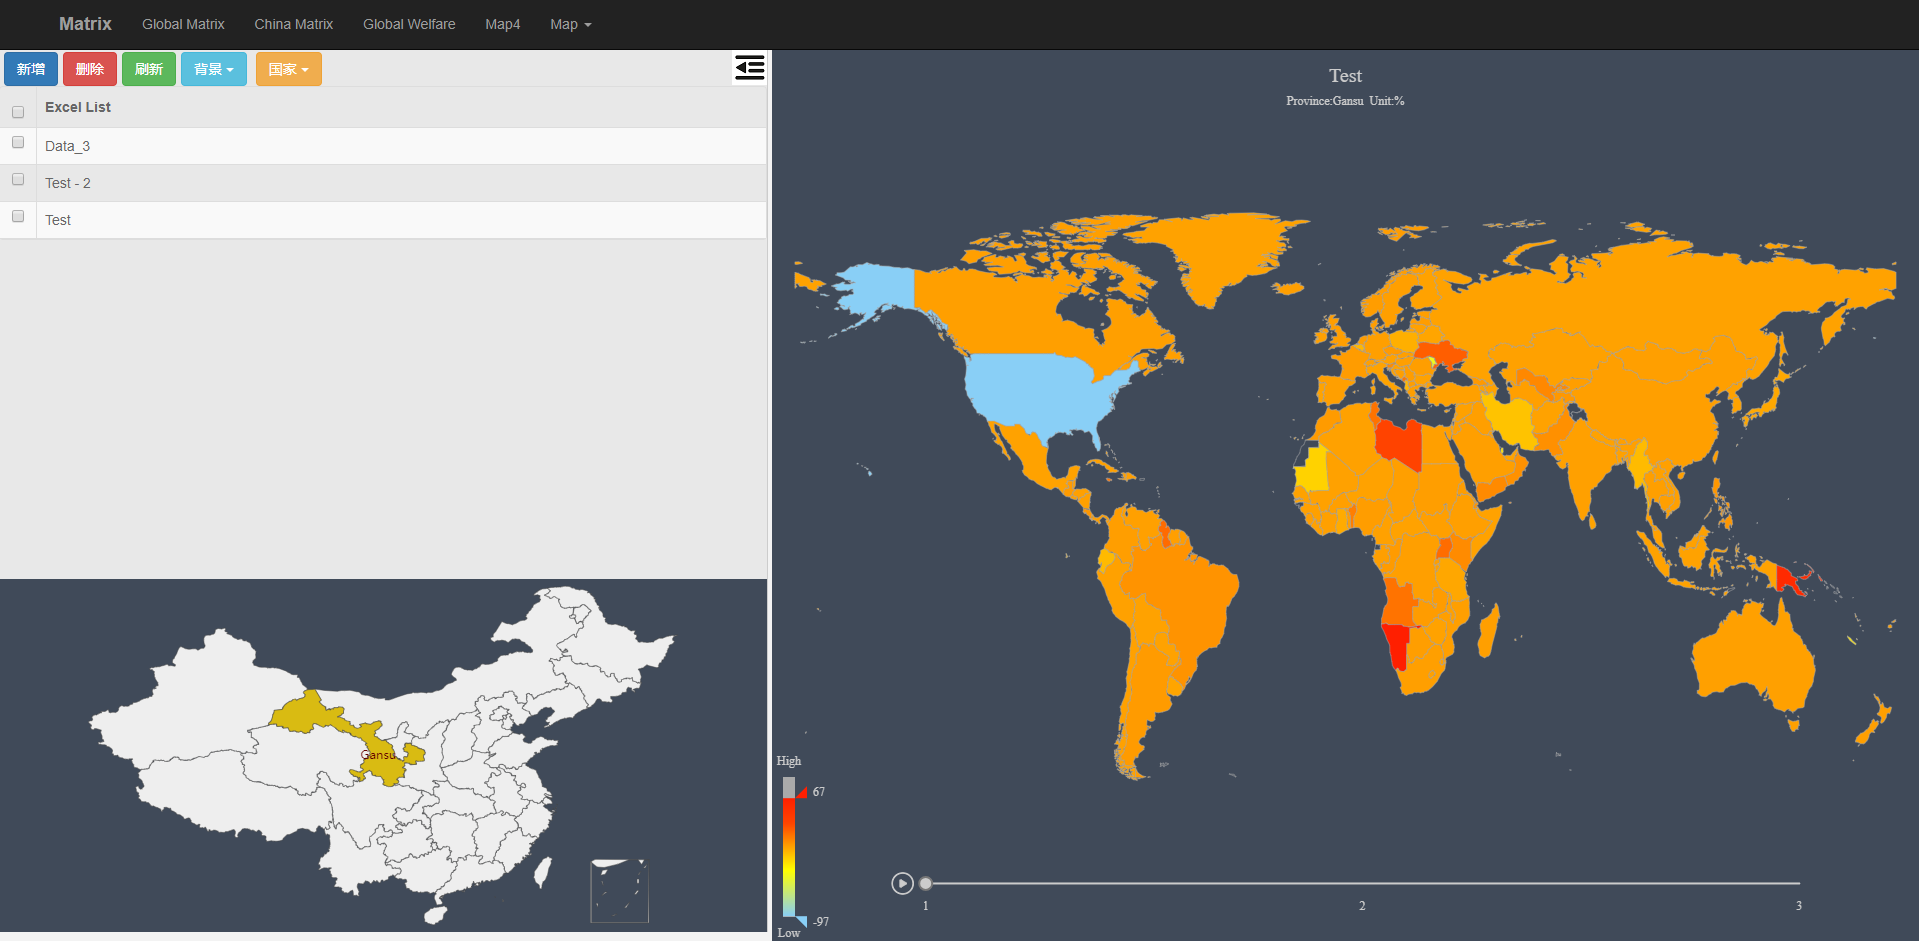 Matrix Global Matrix China Matrix Global Welfare Map4 Map
新增 删除 刷新 背景 国家
Excel List
Data_3
Test - 2
Test
Gansu
Test
Province:Gansu Unit:%
High
67
-97
Low
1 2 3